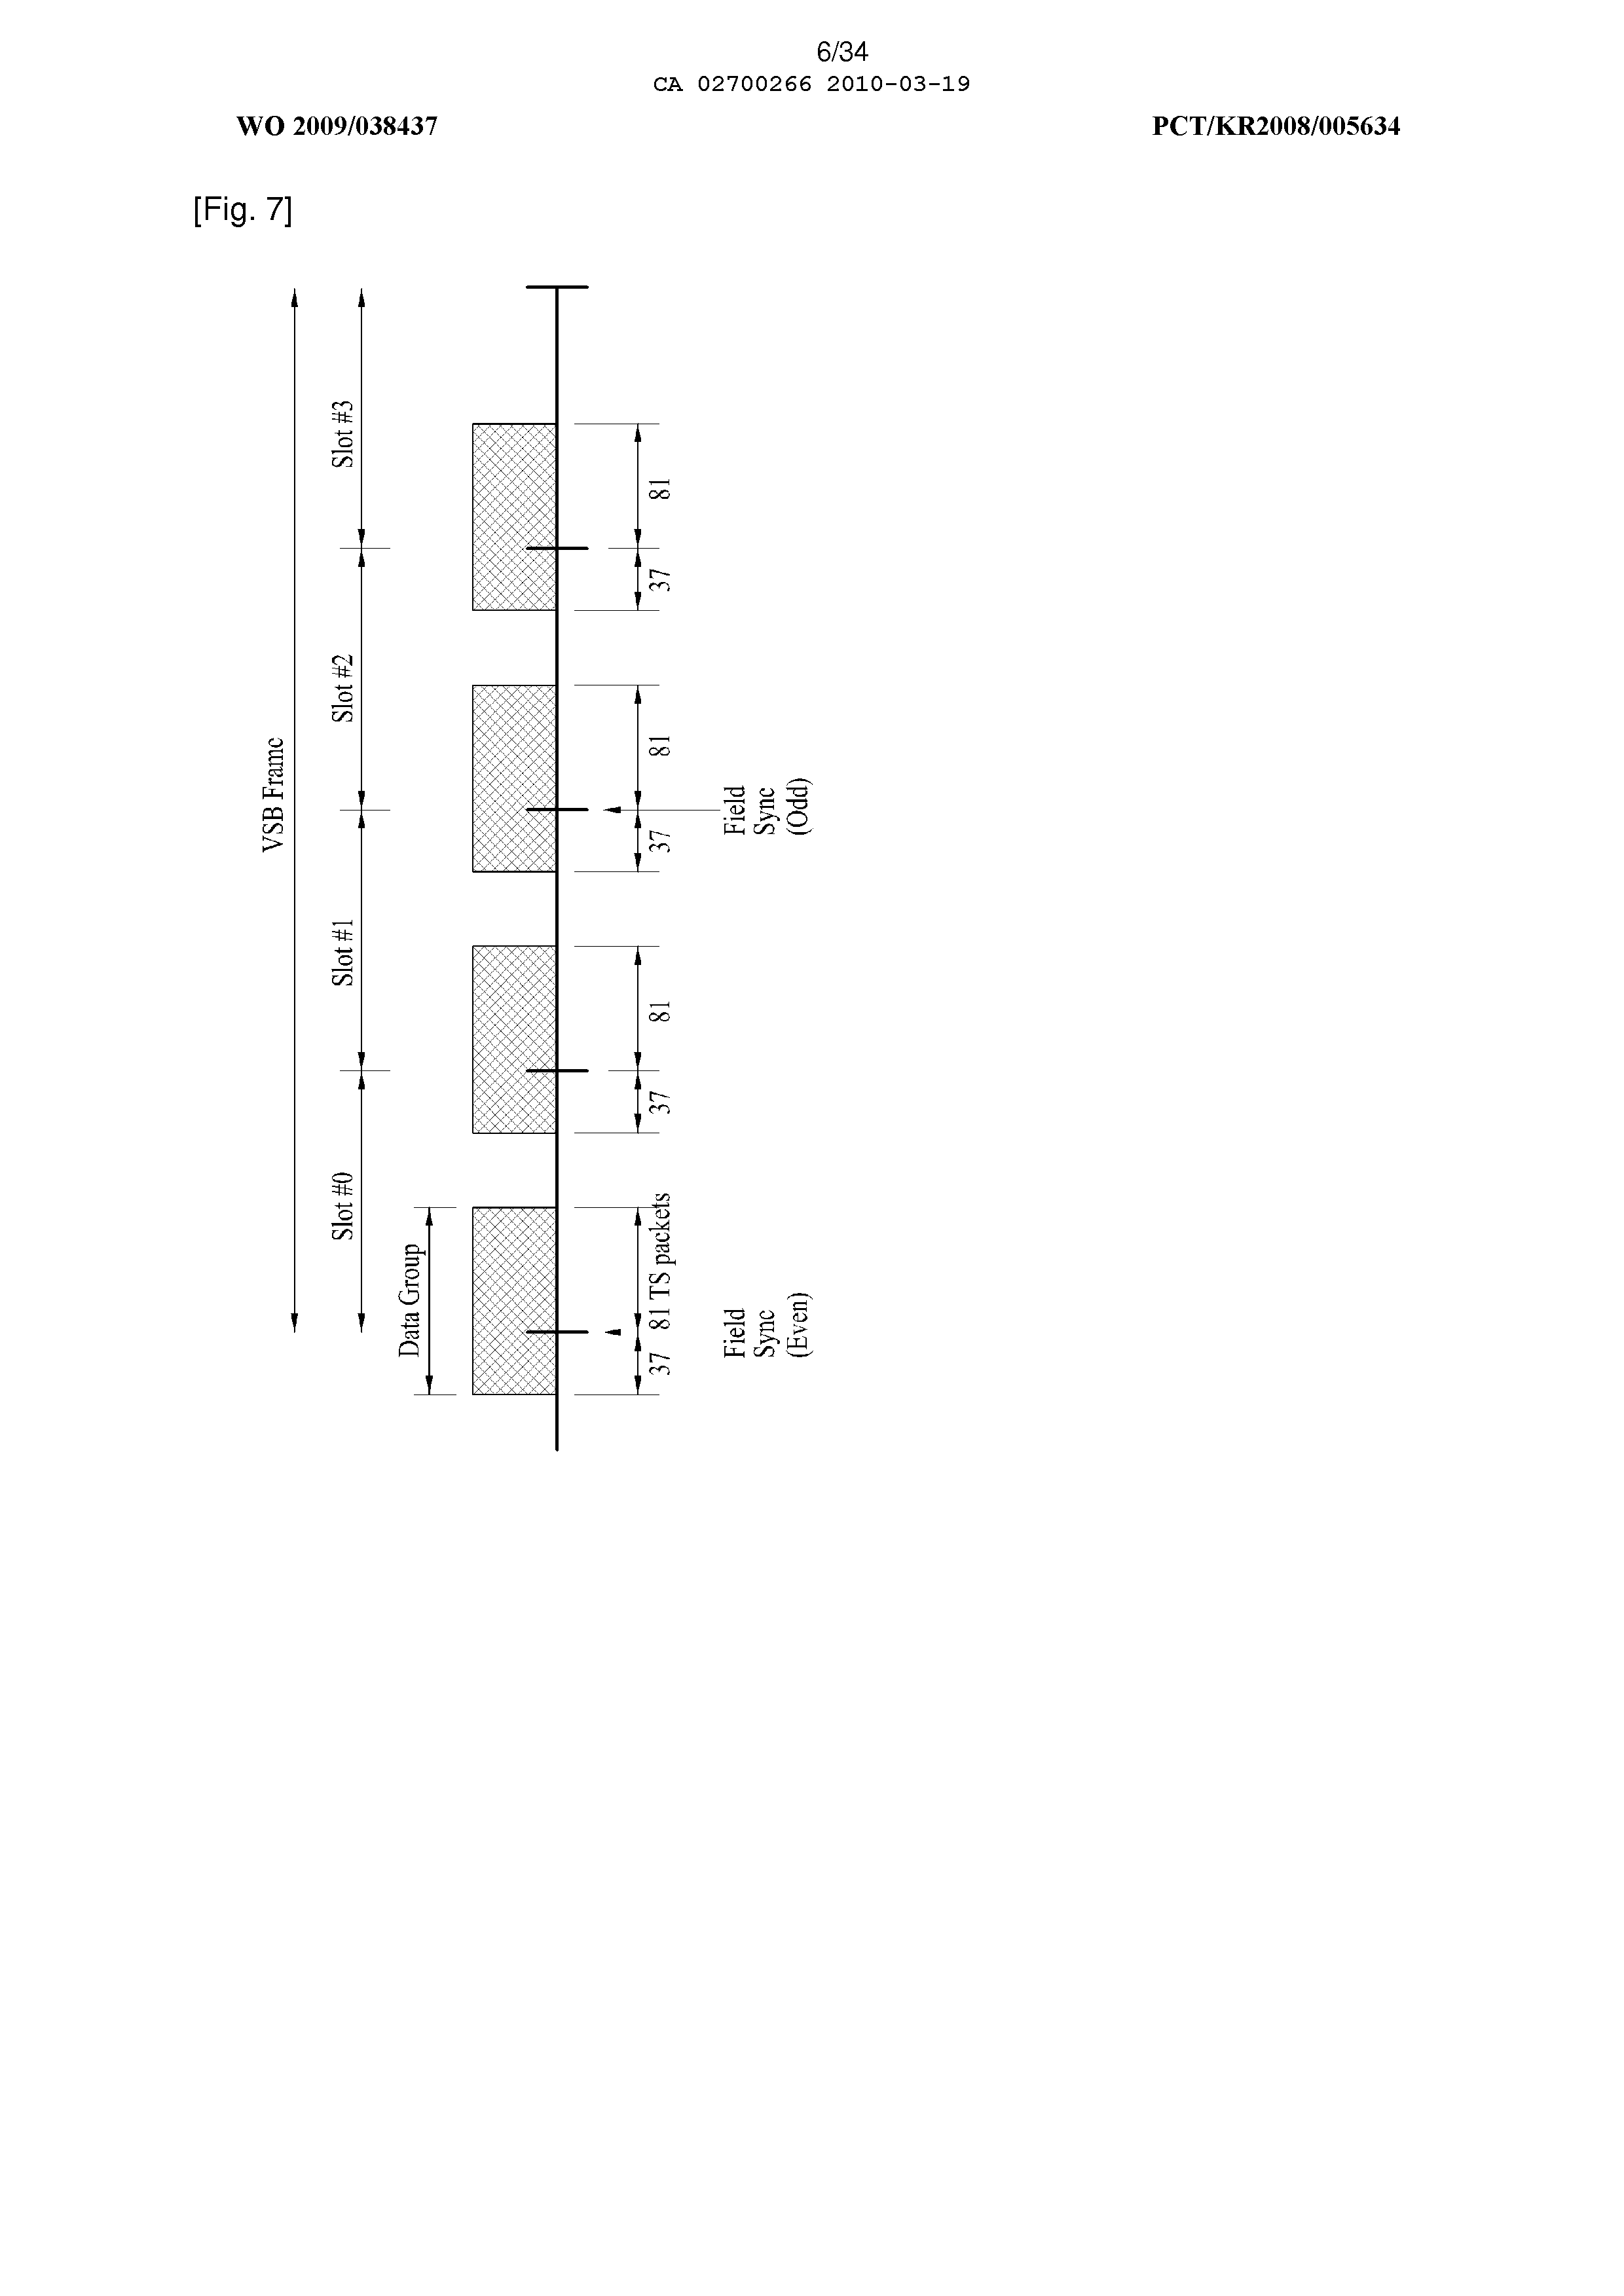 6/34
CA 02700266 2010-03-19
WO 2009/038437
PCT/KR2008/005634
[Fig. 7]
VSB Frame
Slot #0
Slot #1
Slot #2
Slot #3
Data Group
37
81 TS packets
37
81
37
81
37
81
Field
Sync
(Even)
Field
Sync
(Odd)